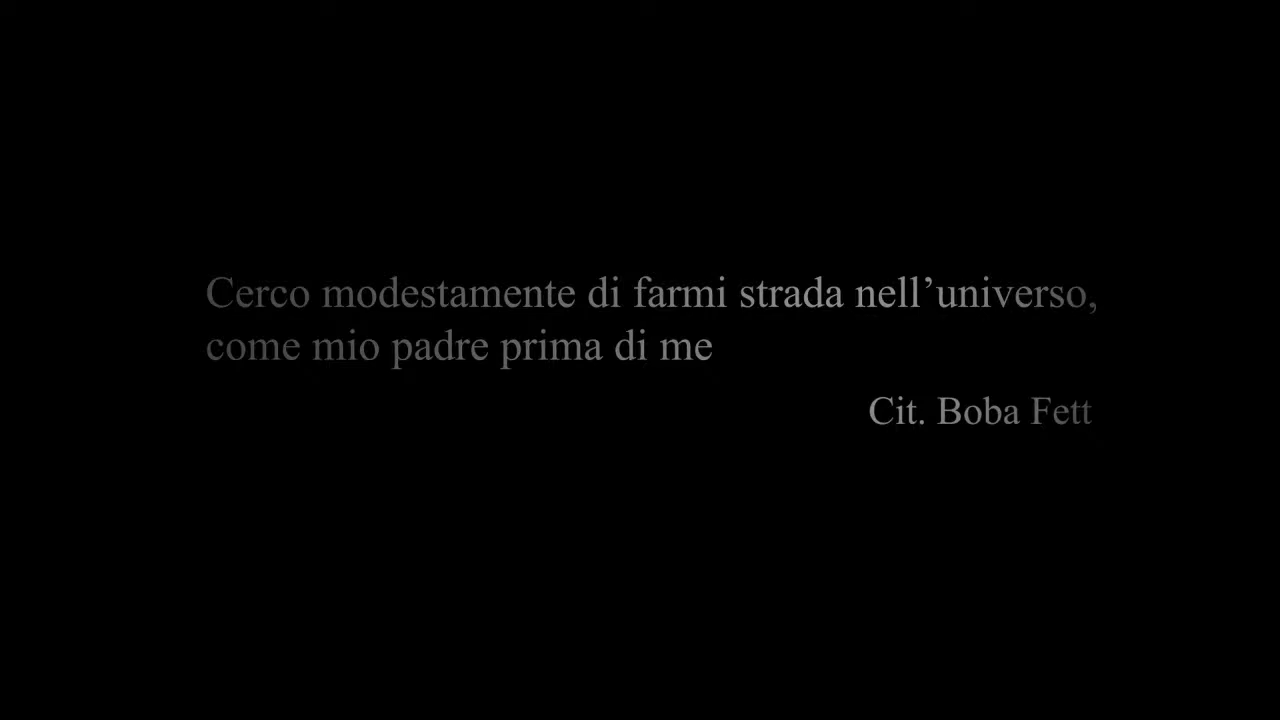 Cerco modestamente di farmi strada nell’universo,
come mio padre prima di me
Cit. Boba Fett